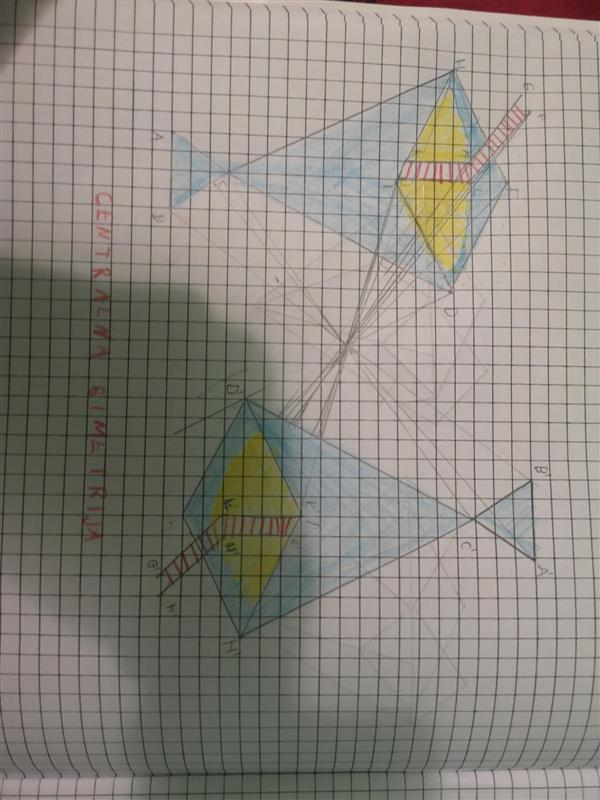 G F B' A'
H D C'
C D' N' H'
A B G' F'
CENTRALNA SIMETRIJA